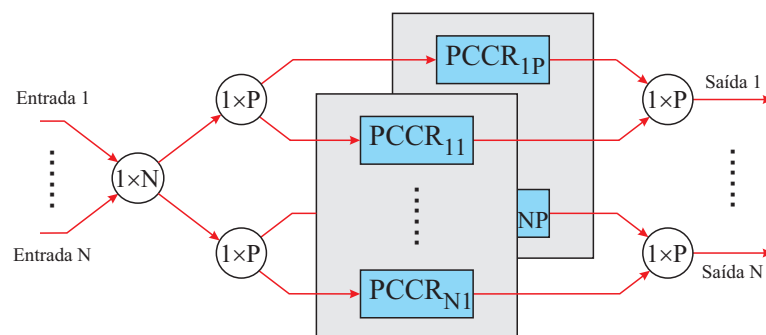 Entrada 1
Entrada N
1×N
1×P
1×P
PCCR1P
PCCR11
NP
PCCRN1
1×P
1×P
Saída 1
Saída N